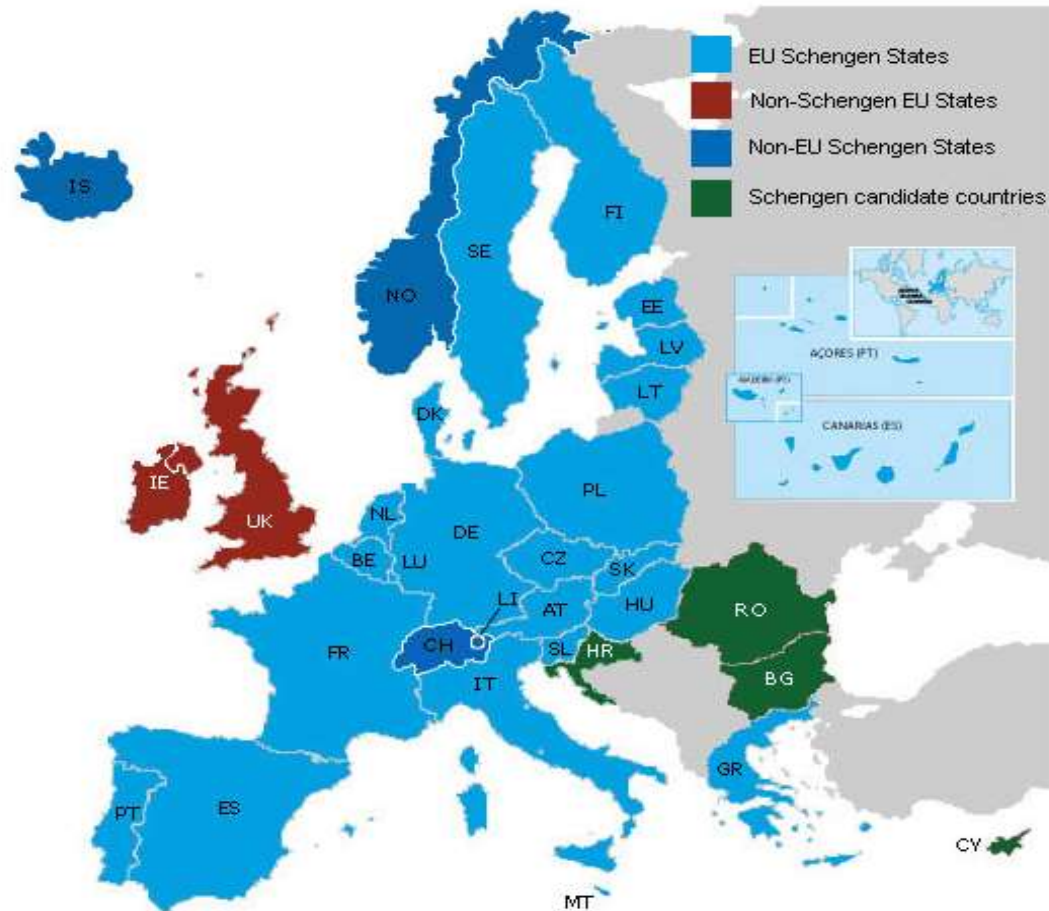 EU Schengen States
Non-Schengen EU States
Non-EU Schengen States
Schengen candidate countries
IS
FI
SE
NO
EE
LV
AÇORES (PT)
LT
DK
CANARIAS (ES)
IE
PL
NL
UK
DE
BE
LU
CZ
SK
LI
AT
HU
RO
CH
FR
SL
HR
BG
IT
GR
PT
ES
CY
MT